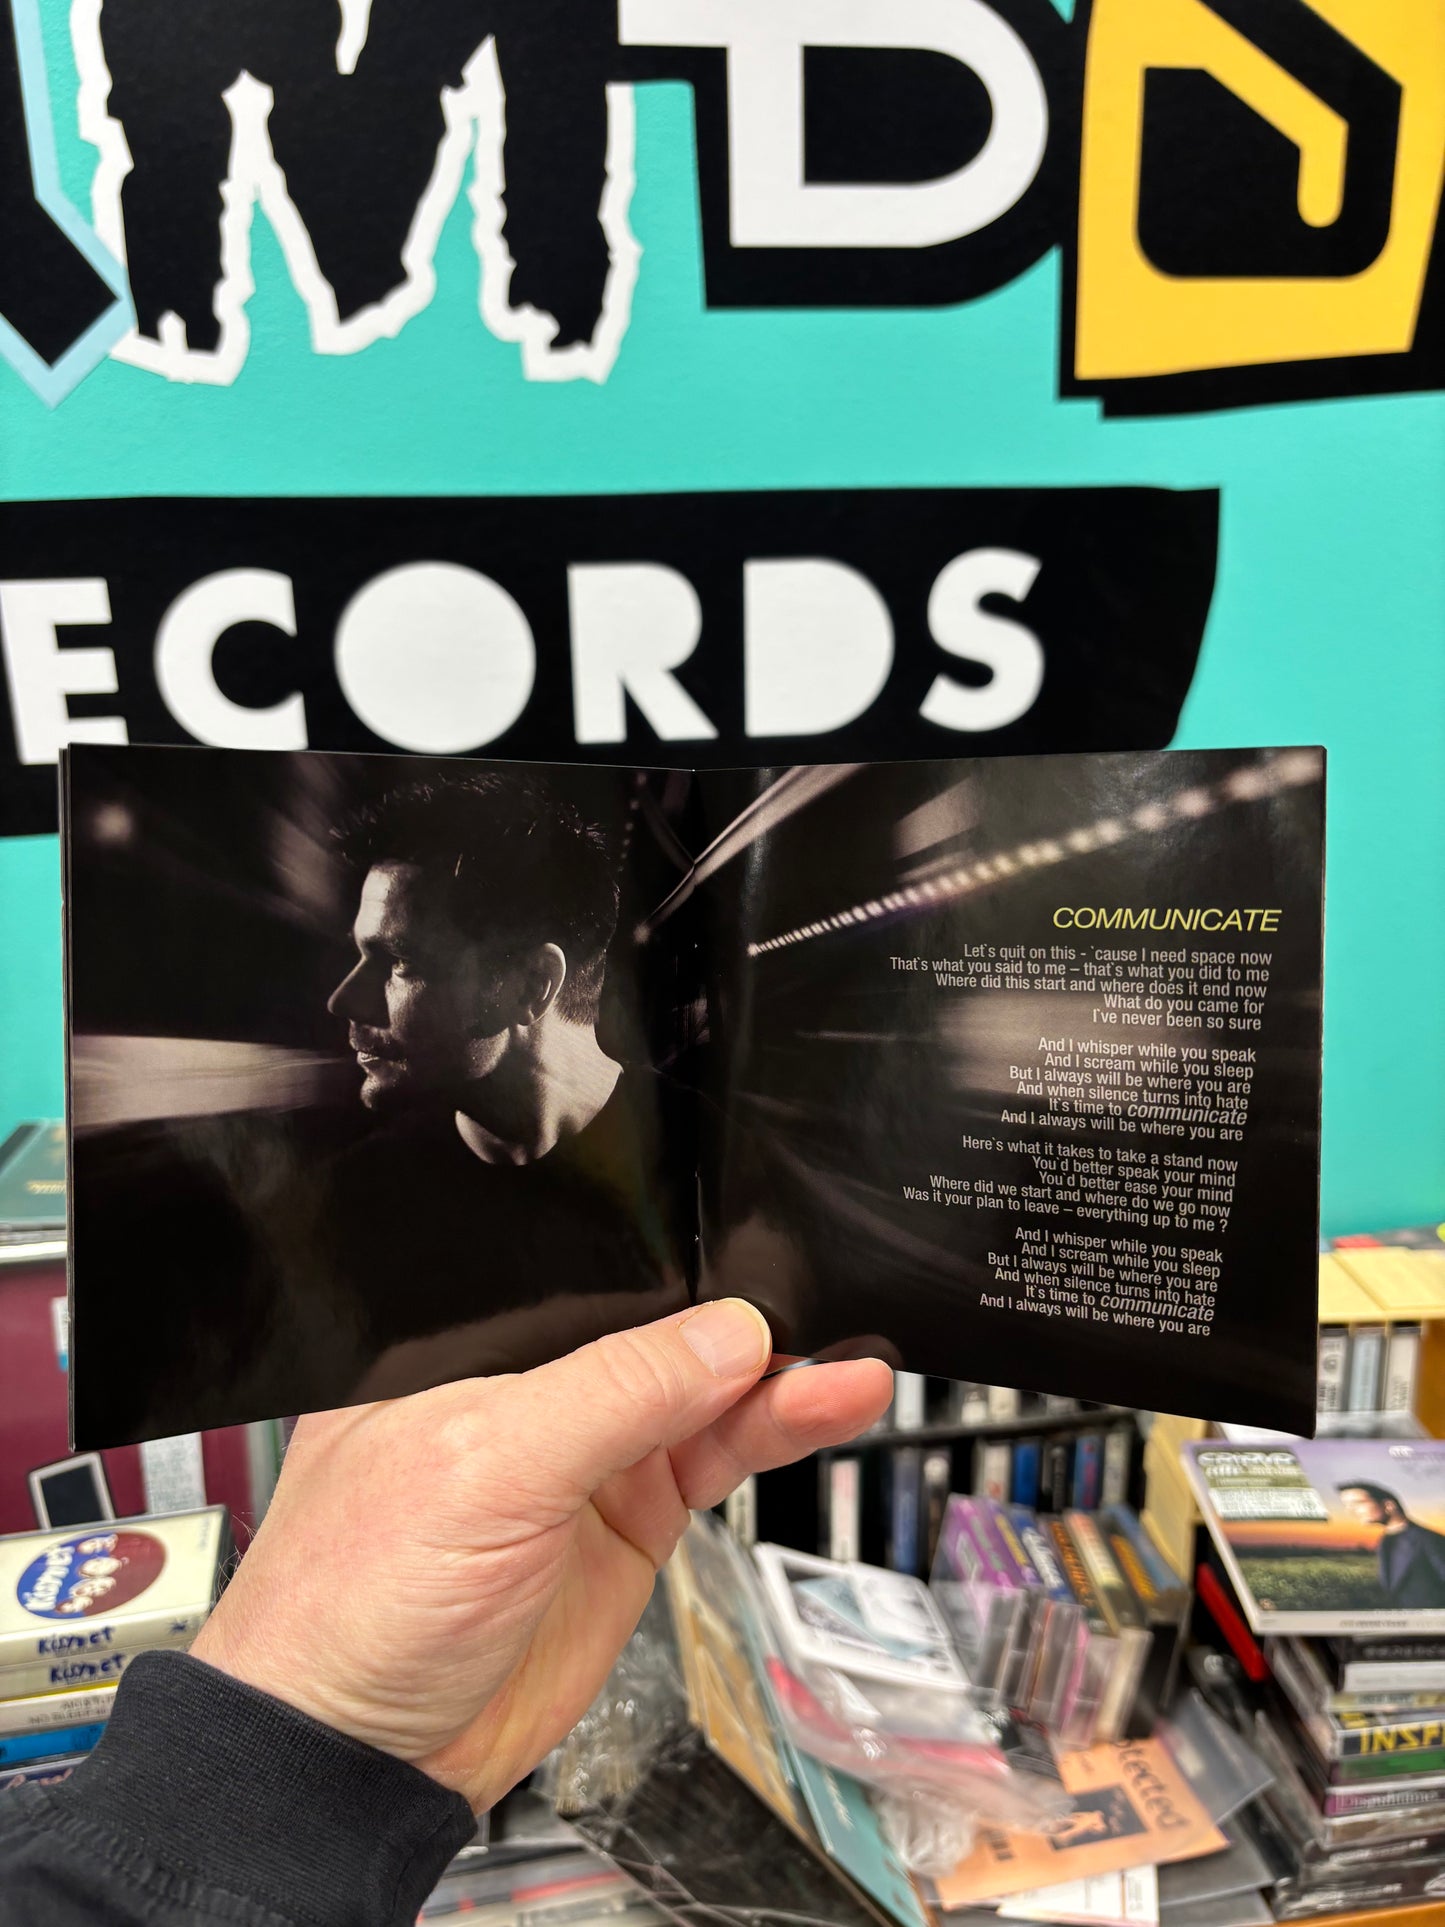 MDS
ECORDS
COMMUNICATE
Let`s quit on this - `cause I need space now
That`s what you said to me – that`s what you did to me
Where did this start and where does it end now
What do you came for
I`ve never been so sure
And I whisper while you speak
And I scream while you sleep
But I always will be where you are
And when silence turns into hate
It`s time to communicate
And I always will be where you are
Here`s what it takes to take a stand now
You`d better speak your mind
You`d better ease your mind
Where did we start and where do we go now
Was it your plan to leave – everything up to me ?
And I whisper while you speak
And I scream while you sleep
But I always will be where you are
And when silence turns into hate
It`s time to communicate
And I always will be where you are
Kisynet
Kisynet
Kisynet
tected
INSP